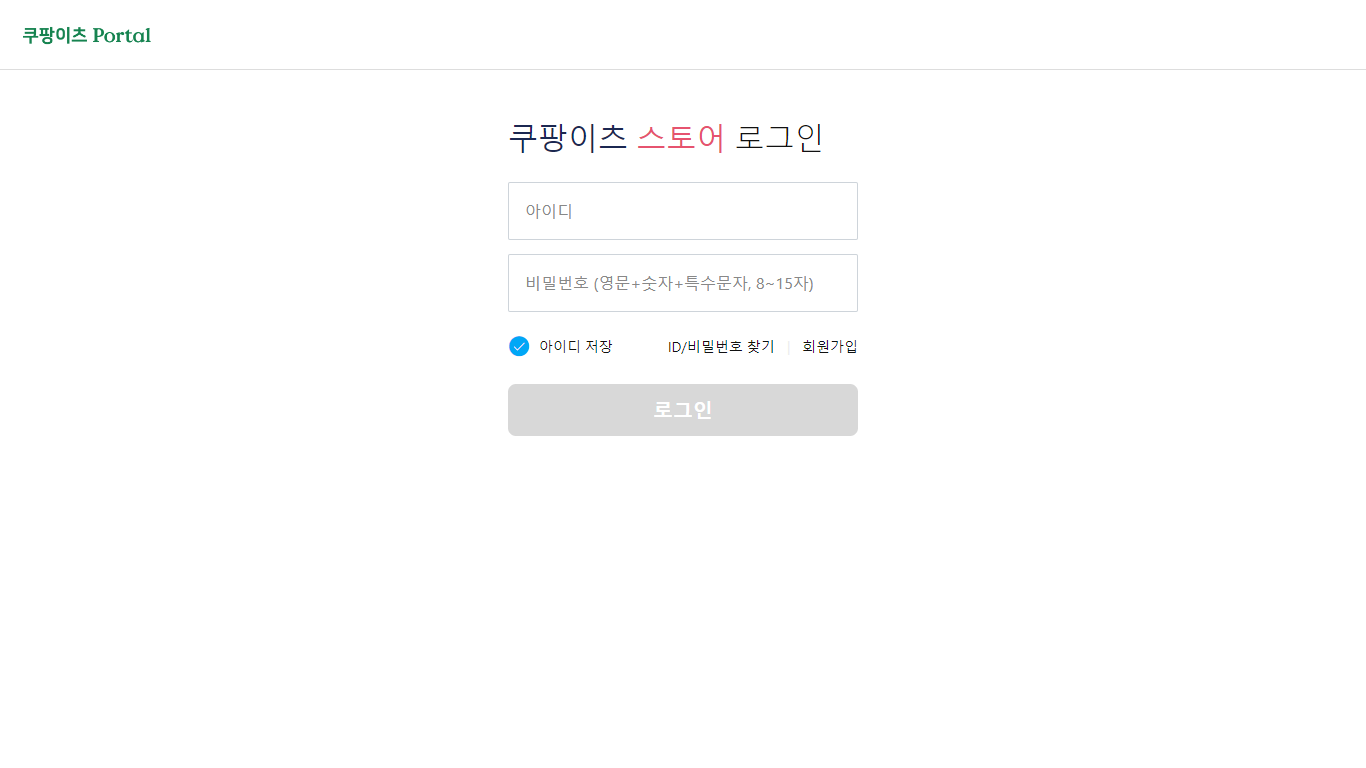 쿠팡이츠 Portal
쿠팡이츠 스토어 로그인
아이디
비밀번호 (영문+숫자+특수문자, 8~15자)
아이디 저장 ID/비밀번호 찾기 | 회원가입
로그인